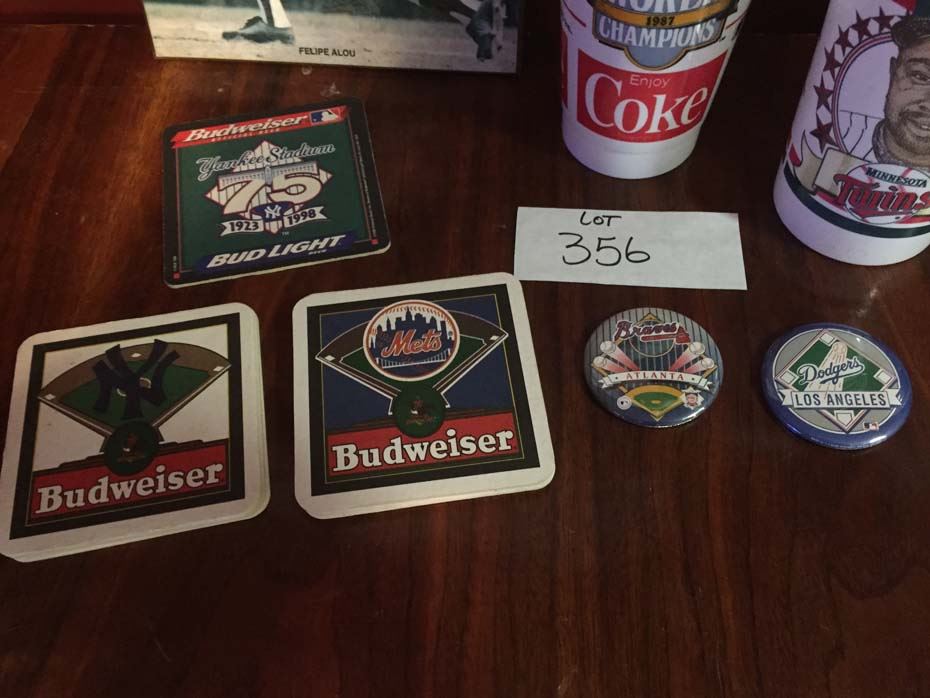 FELIPE ALOU
1987
CHAMPIONS
Enjoy
Coke
MINNESOTA
Twins
Budweiser
Yankee Stadium
75
1923 1998
BUD LIGHT
LOT
356
NY
Budweiser
Mets
Budweiser
Braves
ATLANTA
Dodgers
LOS ANGELES